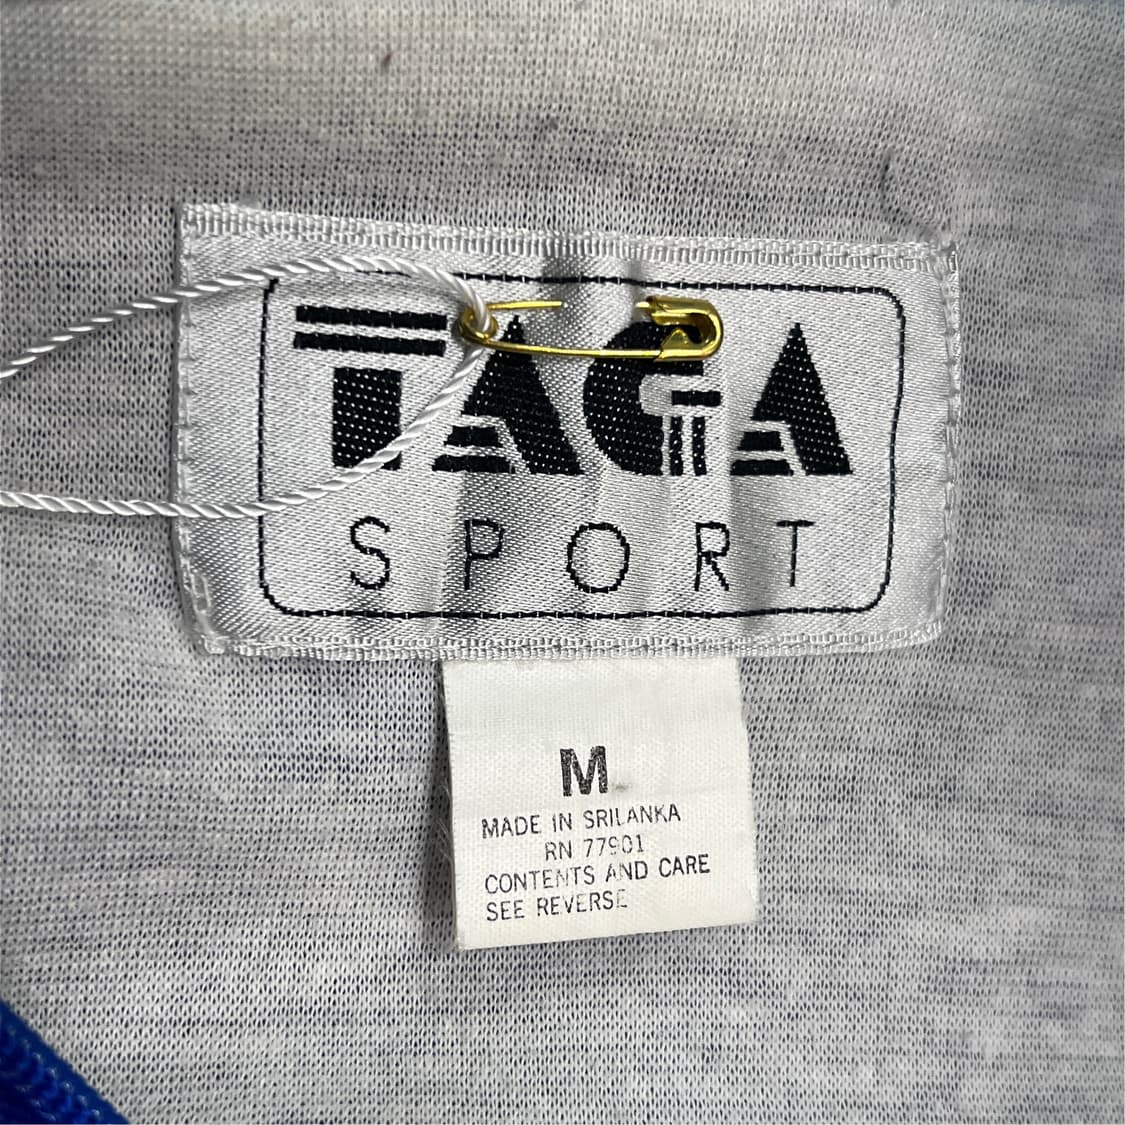 TAGA
SPORT
M
MADE IN SRILANKA
RN 77901
CONTENTS AND CARE
SEE REVERSE